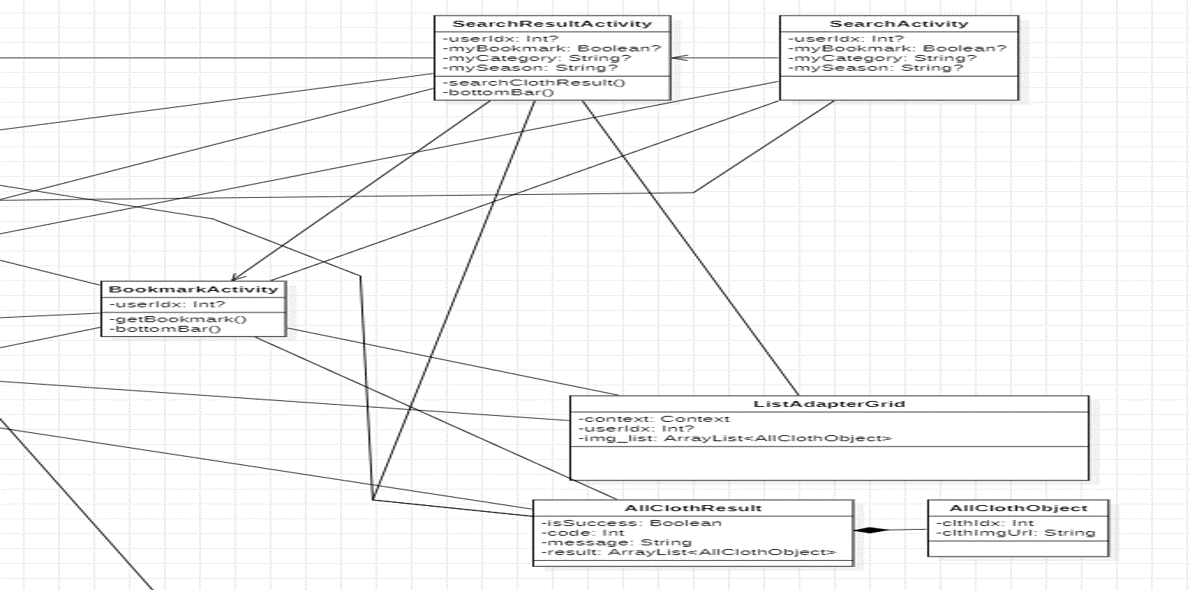 SearchResultActivity
-userIdx: Int?
-myBookmark: Boolean?
-myCategory: String?
-mySeason: String?
-searchClothResult()
-bottomBar()
SearchActivity
-userIdx: Int?
-myBookmark: Boolean?
-myCategory: String?
-mySeason: String?
BookmarkActivity
-userIdx: Int?
-getBookmark()
-bottomBar()
ListAdapterGrid
-context: Context
-userIdx: Int?
-img_list: ArrayList<AllClothObject>
AllClothResult
-isSuccess: Boolean
-code: Int
-message: String
-result: ArrayList<AllClothObject>
AllClothObject
-clthIdx: Int
-clthImgUrl: String